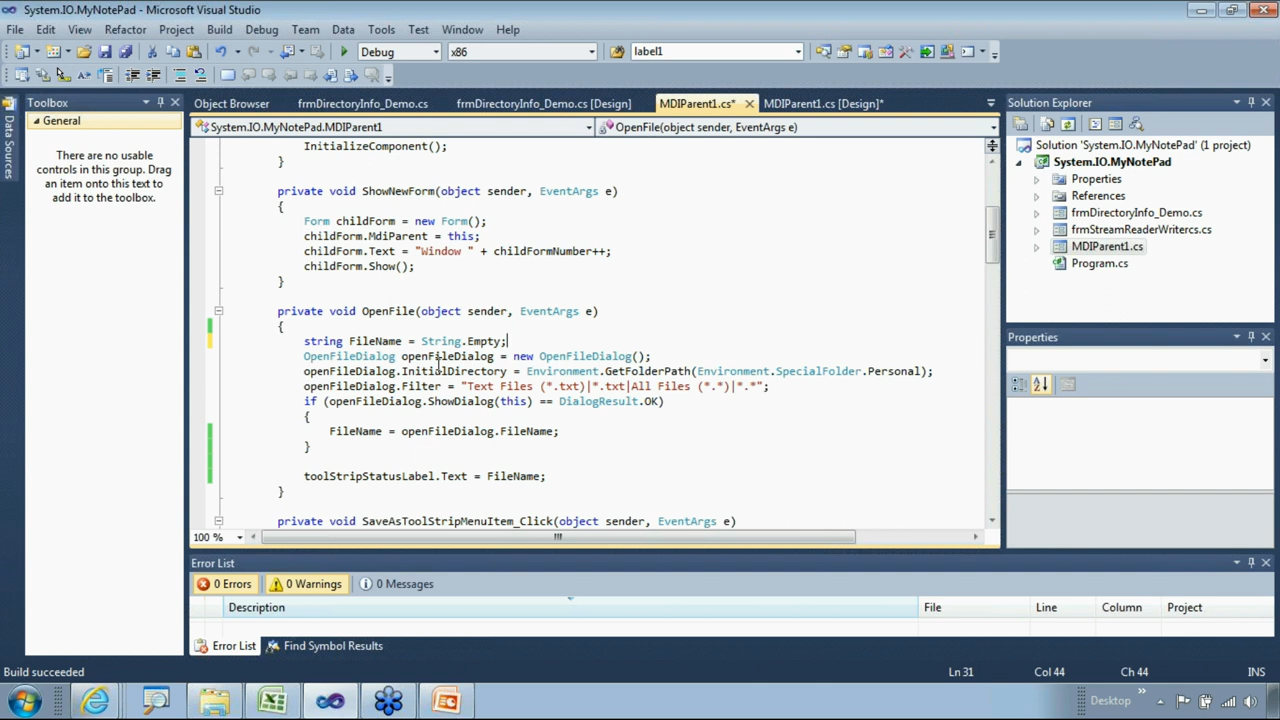 System.IO.MyNotePad - Microsoft Visual Studio
File Edit View Refactor Project Build Debug Team Data Tools Test Window Help
Debug x86 label1
Data Sources
Toolbox
General
There are no usable
controls in this group. Drag
an item onto this text to
add it to the toolbox.
Object Browser frmDirectoryInfo_Demo.cs frmDirectoryInfo_Demo.cs [Design] MDIParent1.cs* MDIParent1.cs [Design]*
System.IO.MyNotePad.MDIParent1 OpenFile(object sender, EventArgs e)
InitializeComponent();
}
private void ShowNewForm(object sender, EventArgs e)
{
Form childForm = new Form();
childForm.MdiParent = this;
childForm.Text = "Window " + childFormNumber++;
childForm.Show();
}
private void OpenFile(object sender, EventArgs e)
{
string FileName = String.Empty;
OpenFileDialog openFileDialog = new OpenFileDialog();
openFileDialog.InitialDirectory = Environment.GetFolderPath(Environment.SpecialFolder.Personal);
openFileDialog.Filter = "Text Files (*.txt)|*.txt|All Files (*.*)|*.*";
if (openFileDialog.ShowDialog(this) == DialogResult.OK)
{
FileName = openFileDialog.FileName;
}
toolStripStatusLabel.Text = FileName;
}
private void SaveAsToolStripMenuItem_Click(object sender, EventArgs e)
100 %
Solution Explorer
Solution 'System.IO.MyNotePad' (1 project)
System.IO.MyNotePad
Properties
References
frmDirectoryInfo_Demo.cs
frmStreamReaderWritercs.cs
MDIParent1.cs
Program.cs
Properties
Error List
0 Errors 0 Warnings 0 Messages
Description File Line Column Project
Error List Find Symbol Results
Build succeeded Ln 31 Col 44 Ch 44 INS
Desktop